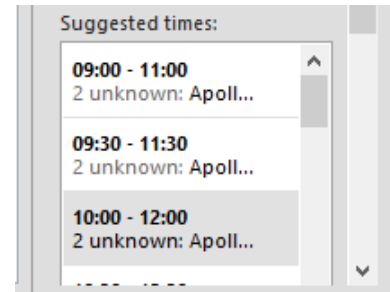 Suggested times:
09:00 - 11:00
2 unknown: Apoll...
09:30 - 11:30
2 unknown: Apoll...
10:00 - 12:00
2 unknown: Apoll...